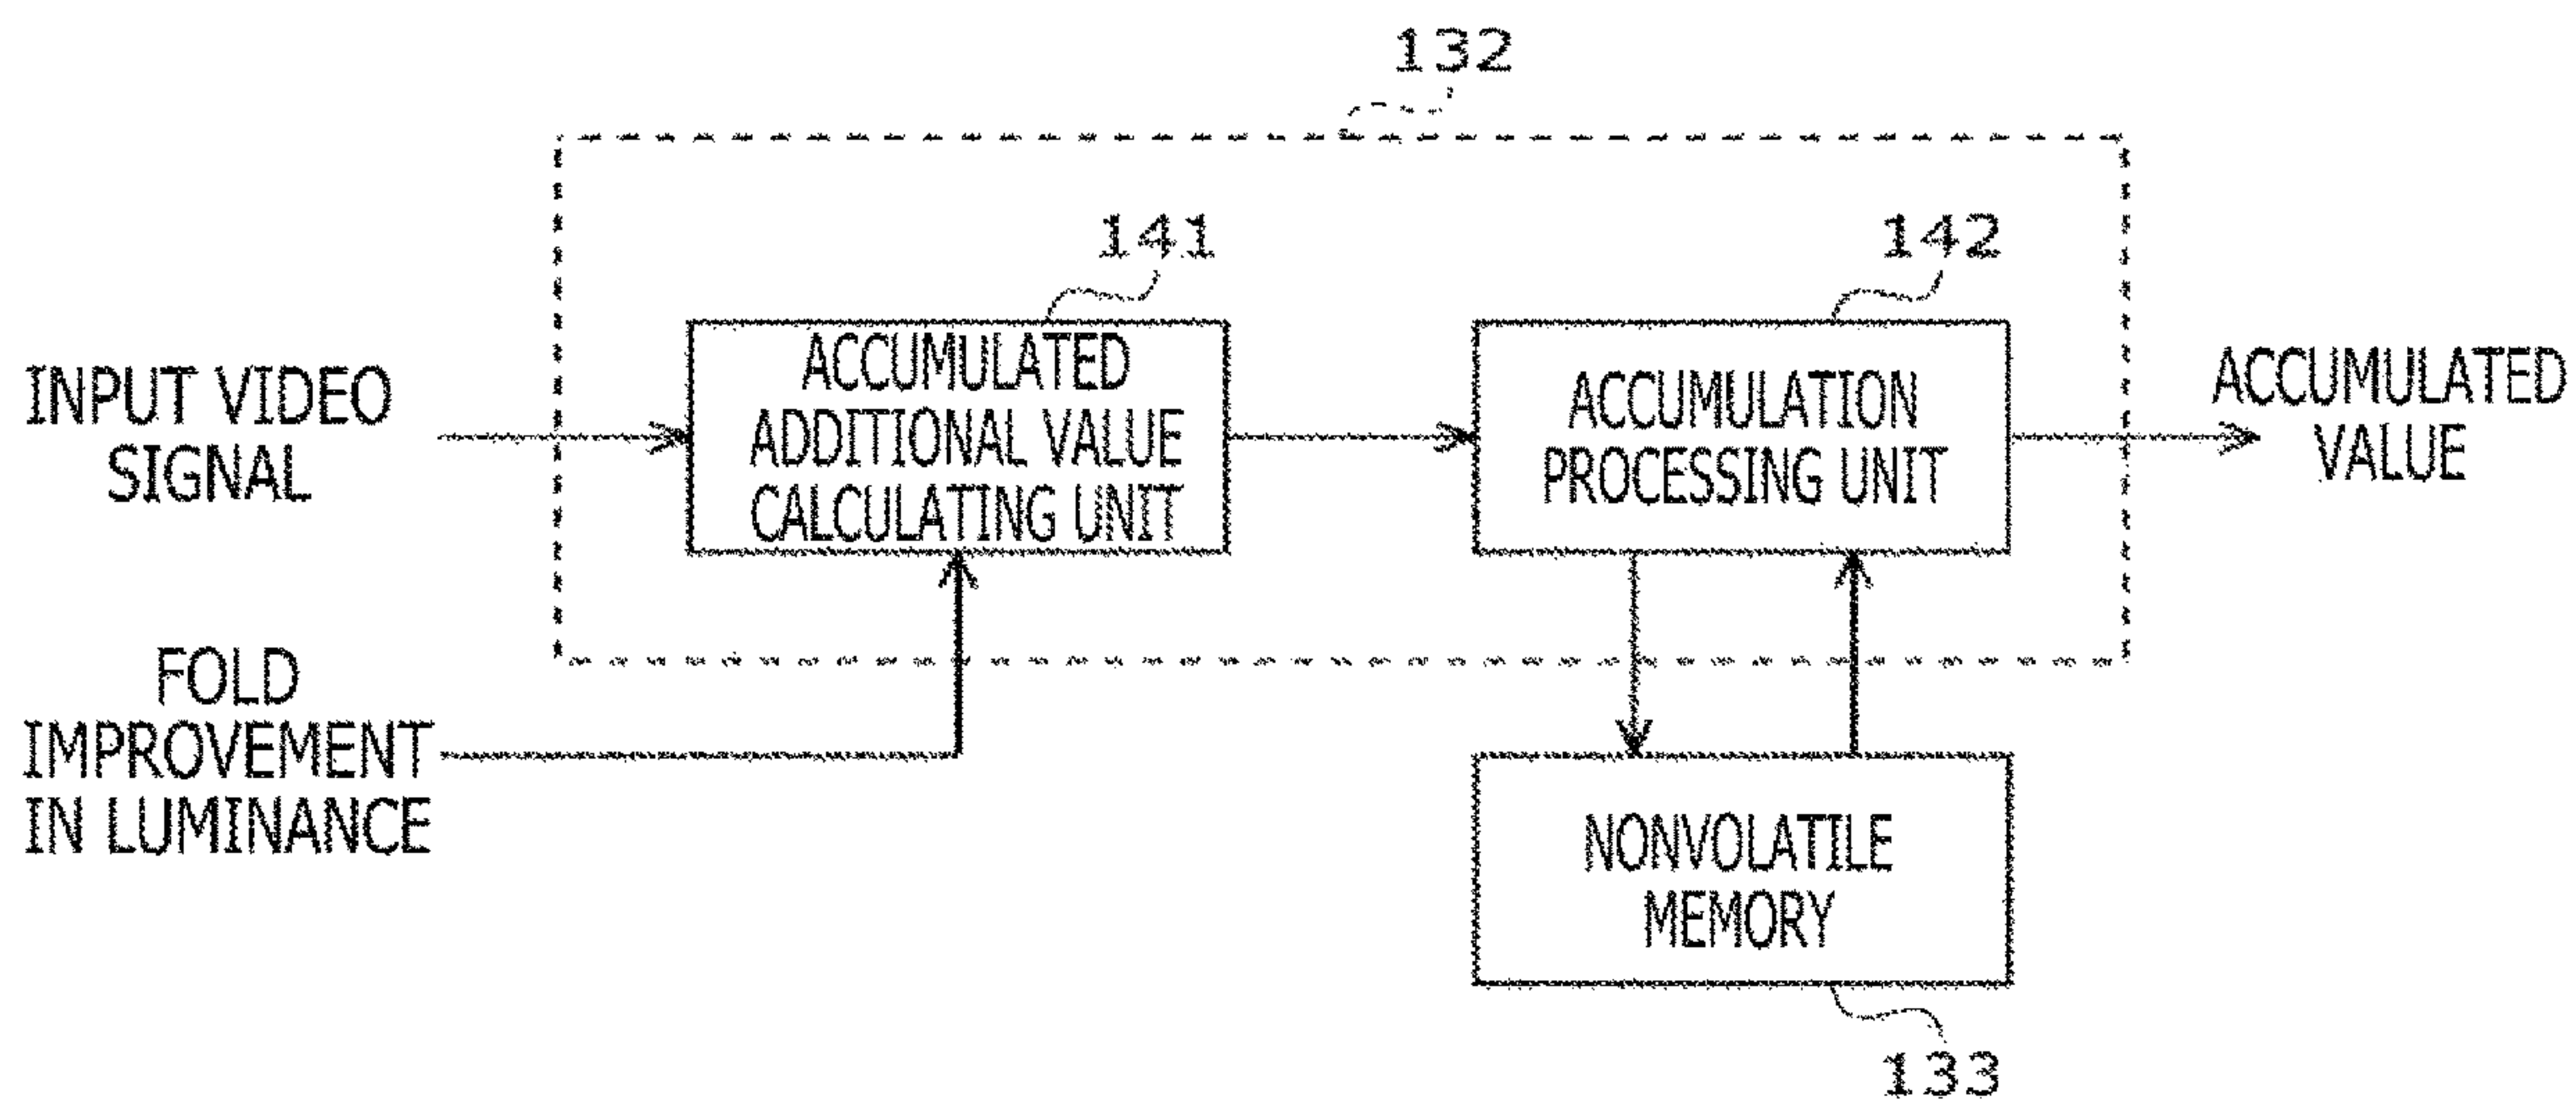 132
141
142
INPUT VIDEO
SIGNAL
ACCUMULATED
ADDITIONAL VALUE
CALCULATING UNIT
ACCUMULATION
PROCESSING UNIT
ACCUMULATED
VALUE
FOLD
IMPROVEMENT
IN LUMINANCE
NONVOLATILE
MEMORY
133